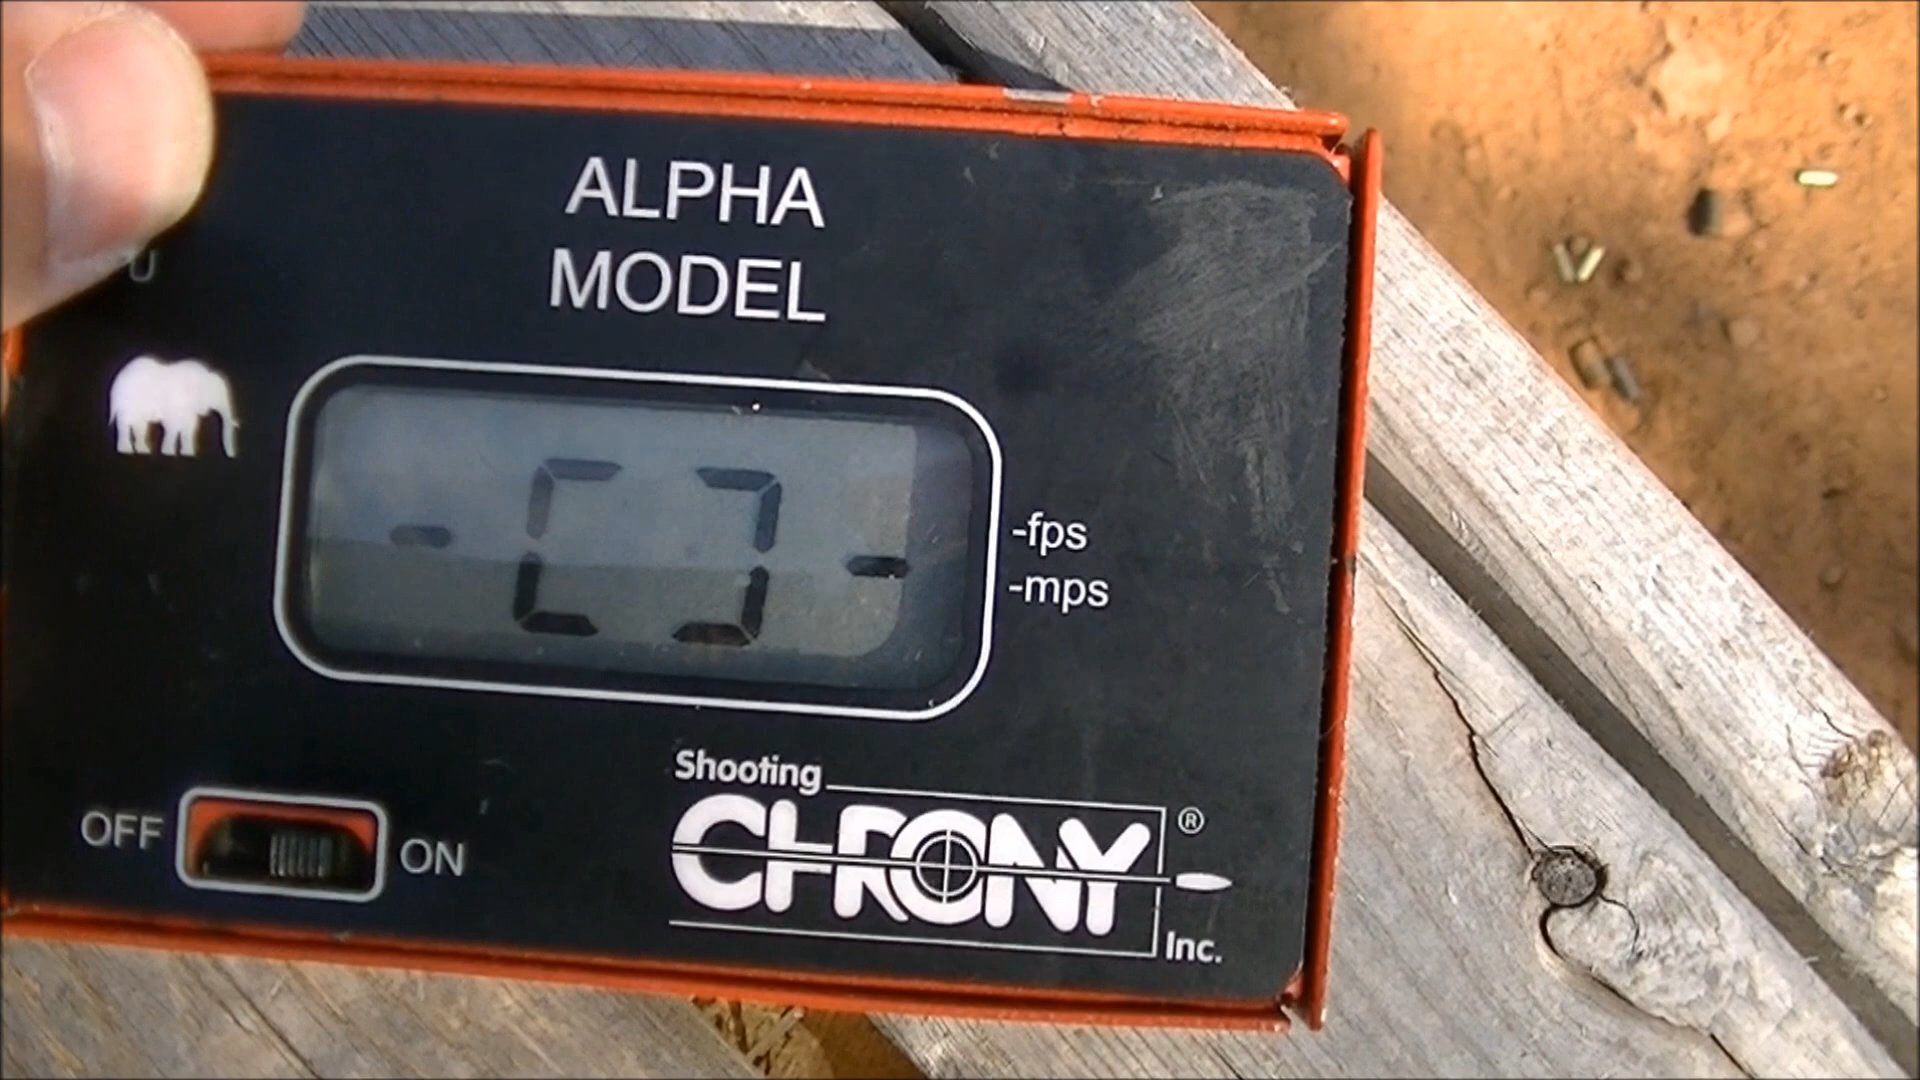 ALPHA
MODEL
-[]-
-fps
-mps
OFF
ON
Shooting
CHRONY®
Inc.